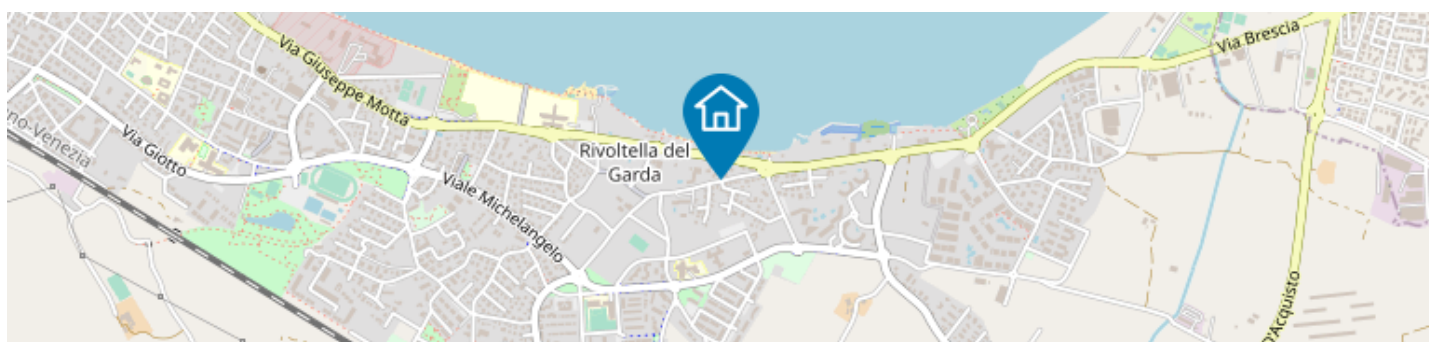 Via Brescia
Via Giuseppe Motta
no-Venezia
Via Giotto
Rivoltella del
Garda
Viale Michelangelo
D'Acquisto